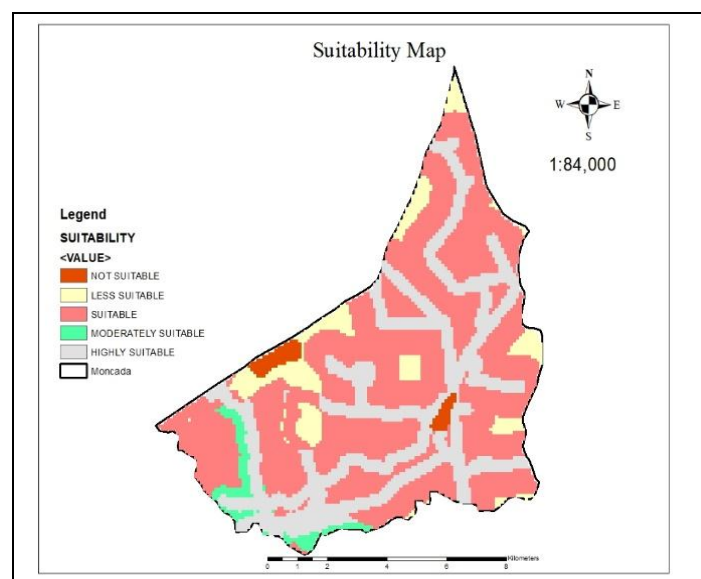 Suitability Map
N
W E
S
1:84,000
Legend
SUITABILITY
<VALUE>
NOT SUITABLE
LESS SUITABLE
SUITABLE
MODERATELY SUITABLE
HIGHLY SUITABLE
Moncada
Kilometers
0 1 2 4 6 8